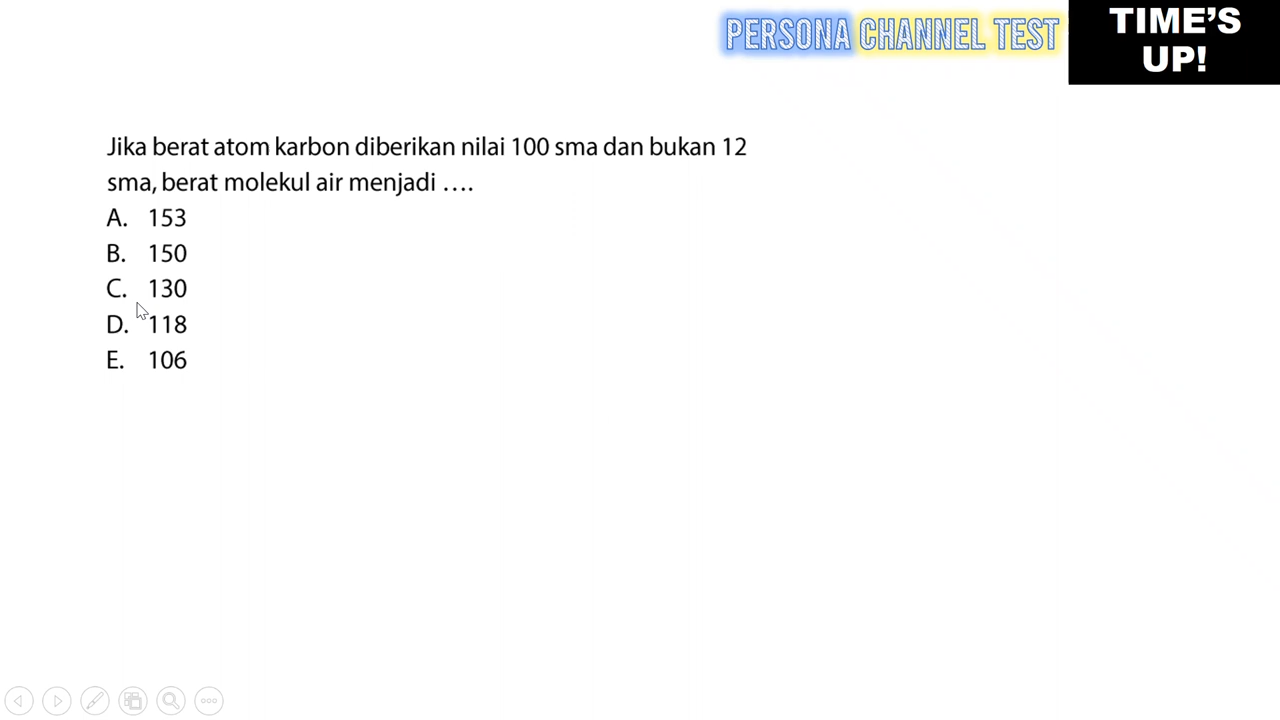 PERSONA CHANNEL TEST
TIME’S
UP!
Jika berat atom karbon diberikan nilai 100 sma dan bukan 12
sma, berat molekul air menjadi ….
A. 153
B. 150
C. 130
D. 118
E. 106